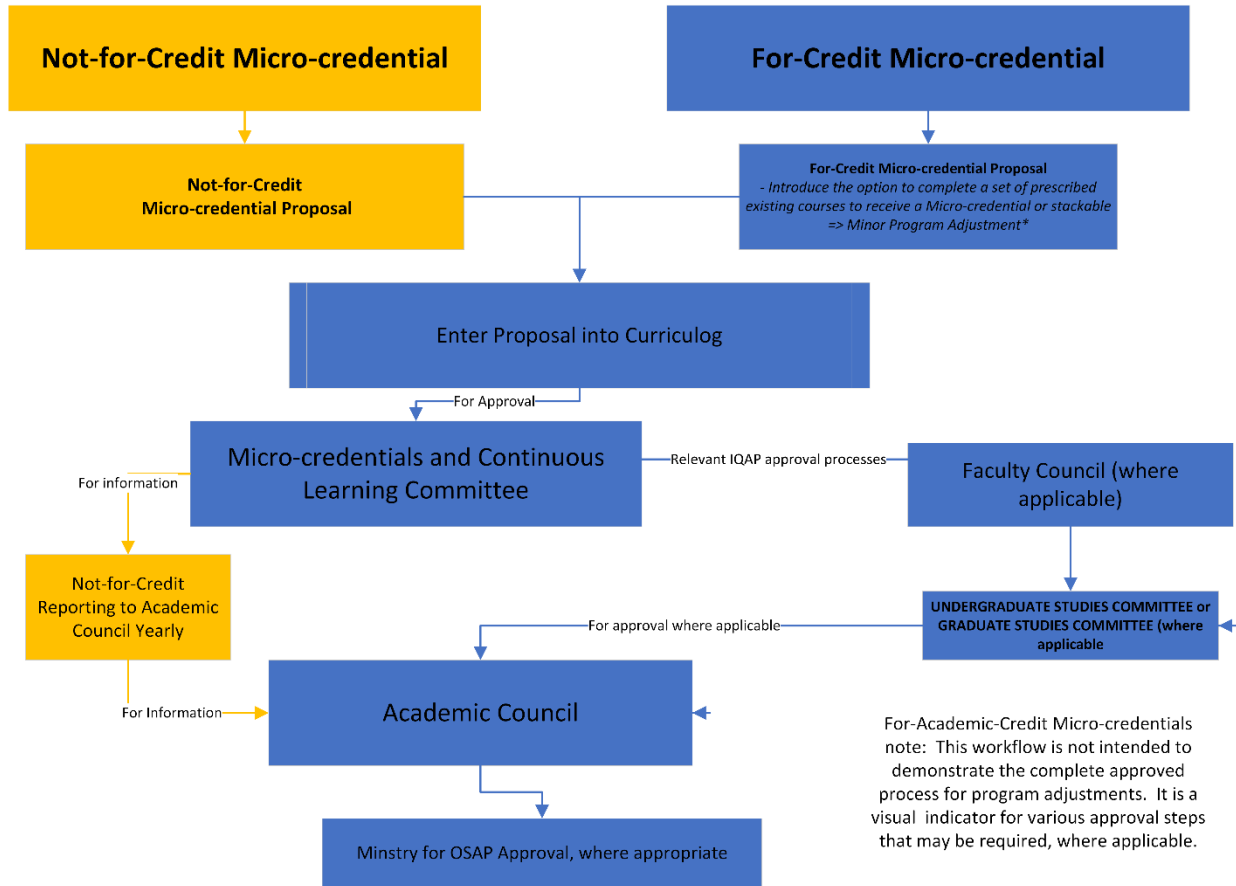 Not-for-Credit Micro-credential
For-Credit Micro-credential
Not-for-Credit
Micro-credential Proposal
For-Credit Micro-credential Proposal
- Introduce the option to complete a set of prescribed
existing courses to receive a Micro-credential or stackable
=> Minor Program Adjustment*
Enter Proposal into Curriculog
For Approval
Micro-credentials and Continuous
Learning Committee
Relevant IQAP approval processes
Faculty Council (where
applicable)
For information
Not-for-Credit
Reporting to Academic
Council Yearly
UNDERGRADUATE STUDIES COMMITTEE or
GRADUATE STUDIES COMMITTEE (where
applicable
For approval where applicable
For Information
Academic Council
For-Academic-Credit Micro-credentials
note: This workflow is not intended to
demonstrate the complete approved
process for program adjustments. It is a
visual indicator for various approval steps
that may be required, where applicable.
Minstry for OSAP Approval, where appropriate